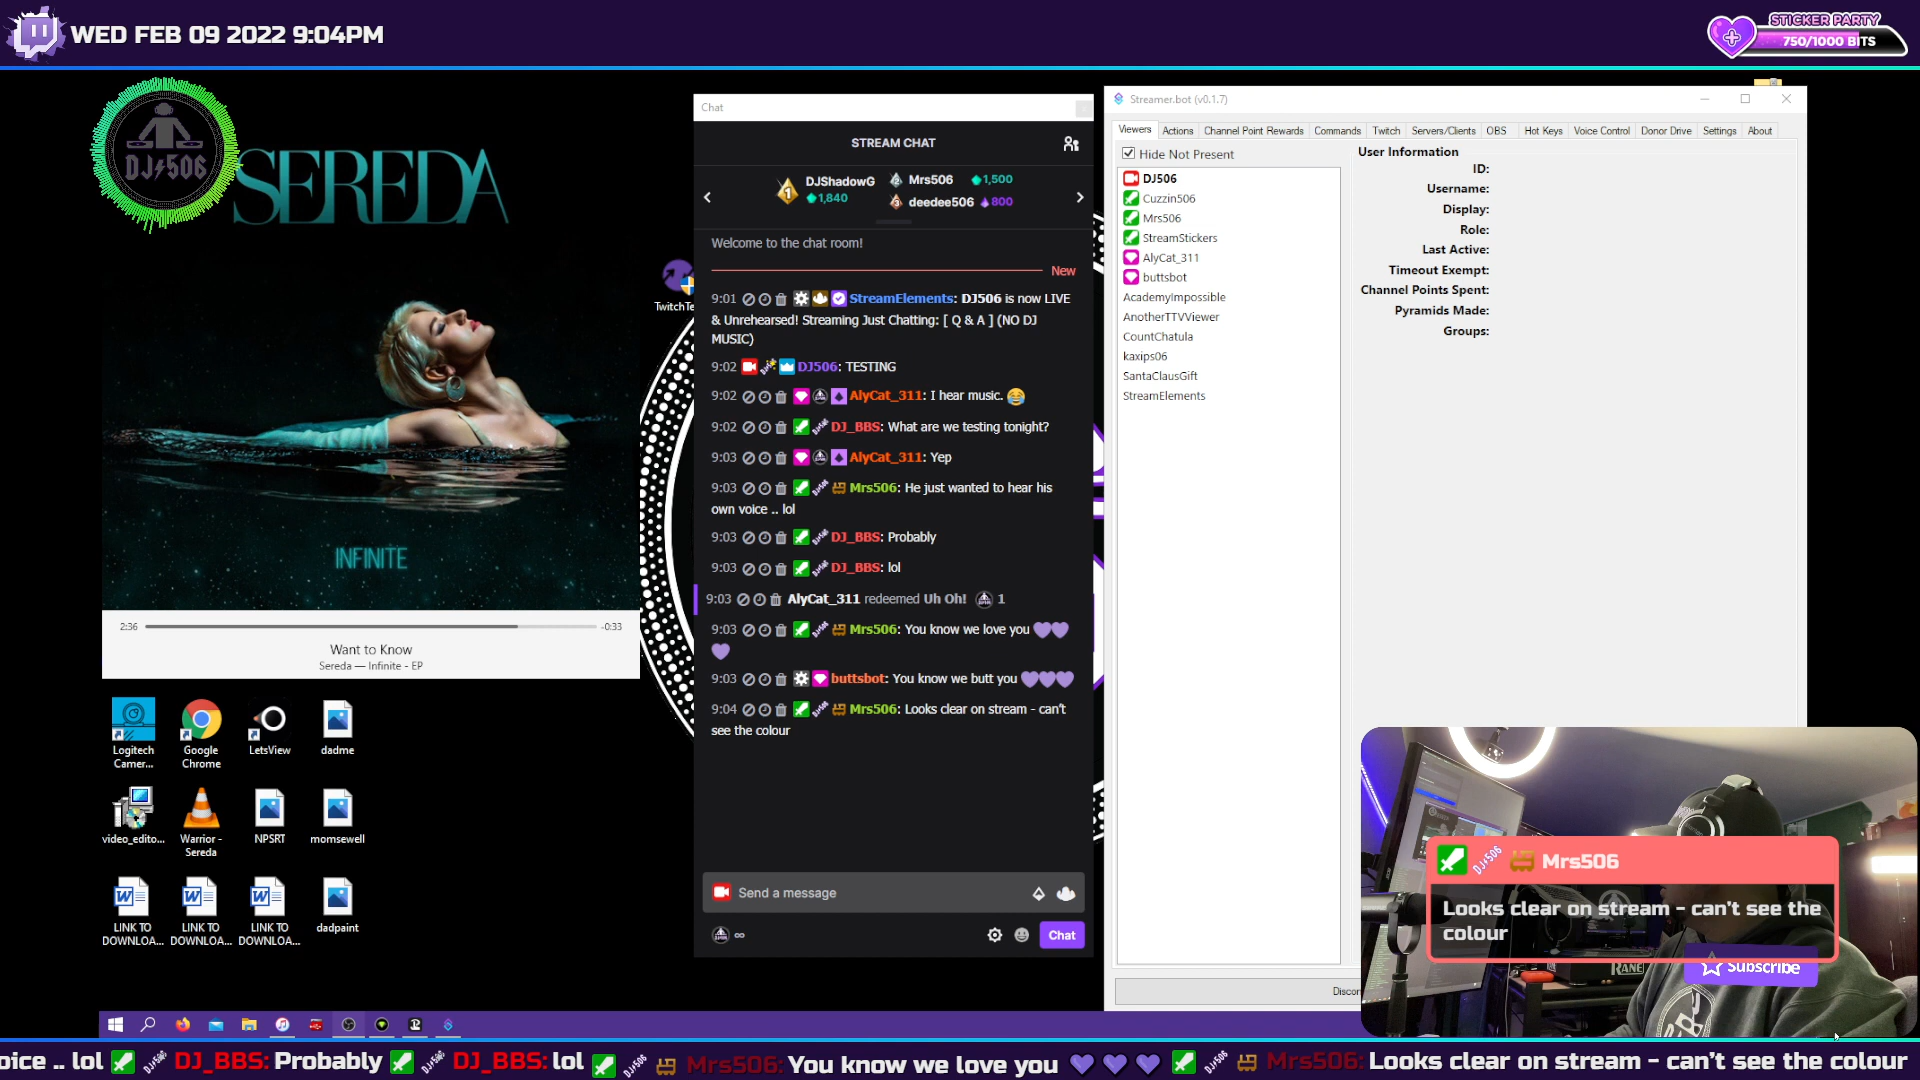 WED FEB 09 2022 9:04PM
STICKER PARTY
750/1000 BITS
DJ506
SEREDA
INFINITE
2:36
-0:33
Want to Know
Sereda — Infinite - EP
Logitech
Camer...
Google
Chrome
LetsView
dadme
video_edito...
Warrior -
Sereda
NPSRT
momsewell
LINK TO
DOWNLOA...
LINK TO
DOWNLOA...
LINK TO
DOWNLOA...
dadpaint
TwitchTe
Chat
STREAM CHAT
1 DJShadowG
1,840
Mrs506 1,500
deedee506 800
Welcome to the chat room!
New
9:01 StreamElements: DJ506 is now LIVE
& Unrehearsed! Streaming Just Chatting: [ Q & A ] (NO DJ
MUSIC)
9:02 DJ506: TESTING
9:02 AlyCat_311: I hear music. 😂
9:02 DJ_BBS: What are we testing tonight?
9:03 AlyCat_311: Yep
9:03 Mrs506: He just wanted to hear his
own voice .. lol
9:03 DJ_BBS: Probably
9:03 DJ_BBS: lol
9:03 AlyCat_311 redeemed Uh Oh! 1
9:03 Mrs506: You know we love you 💜💜
💜
9:03 buttsbot: You know we butt you 💜💜💜
9:04 Mrs506: Looks clear on stream - can't
see the colour
Send a message
∞
Chat
Streamer.bot (v0.1.7)
Viewers Actions Channel Point Rewards Commands Twitch Servers/Clients OBS Hot Keys Voice Control Donor Drive Settings About
Hide Not Present
DJ506
Cuzzin506
Mrs506
StreamStickers
AlyCat_311
buttsbot
AcademyImpossible
AnotherTTVViewer
CountChatula
kaxips06
SantaClausGift
StreamElements
User Information
ID:
Username:
Display:
Role:
Last Active:
Timeout Exempt:
Channel Points Spent:
Pyramids Made:
Groups:
Discor
DJ506 Mrs506
Looks clear on stream - can't see the
colour
RANE
Subscribe
oice .. lol DJ_BBS: Probably DJ_BBS: lol Mrs506: You know we love you 💜 💜 💜 Mrs506: Looks clear on stream - can't see the colour